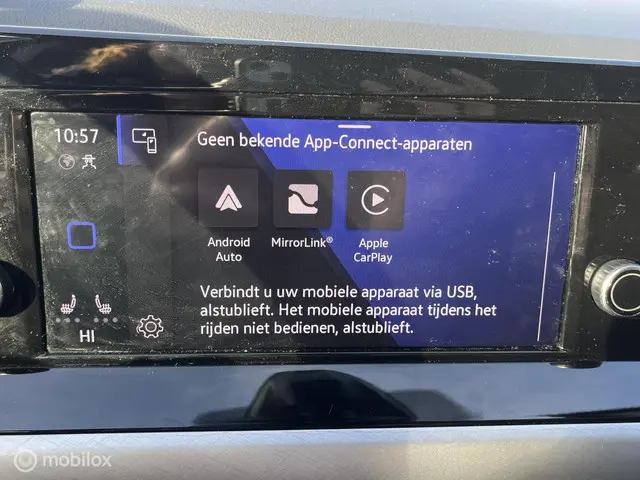 10:57
Geen bekende App-Connect-apparaten
Android
Auto
MirrorLink®
Apple
CarPlay
Verbindt u uw mobiele apparaat via USB,
alstublieft. Het mobiele apparaat tijdens het
rijden niet bedienen, alstublieft.
HI
mobilox